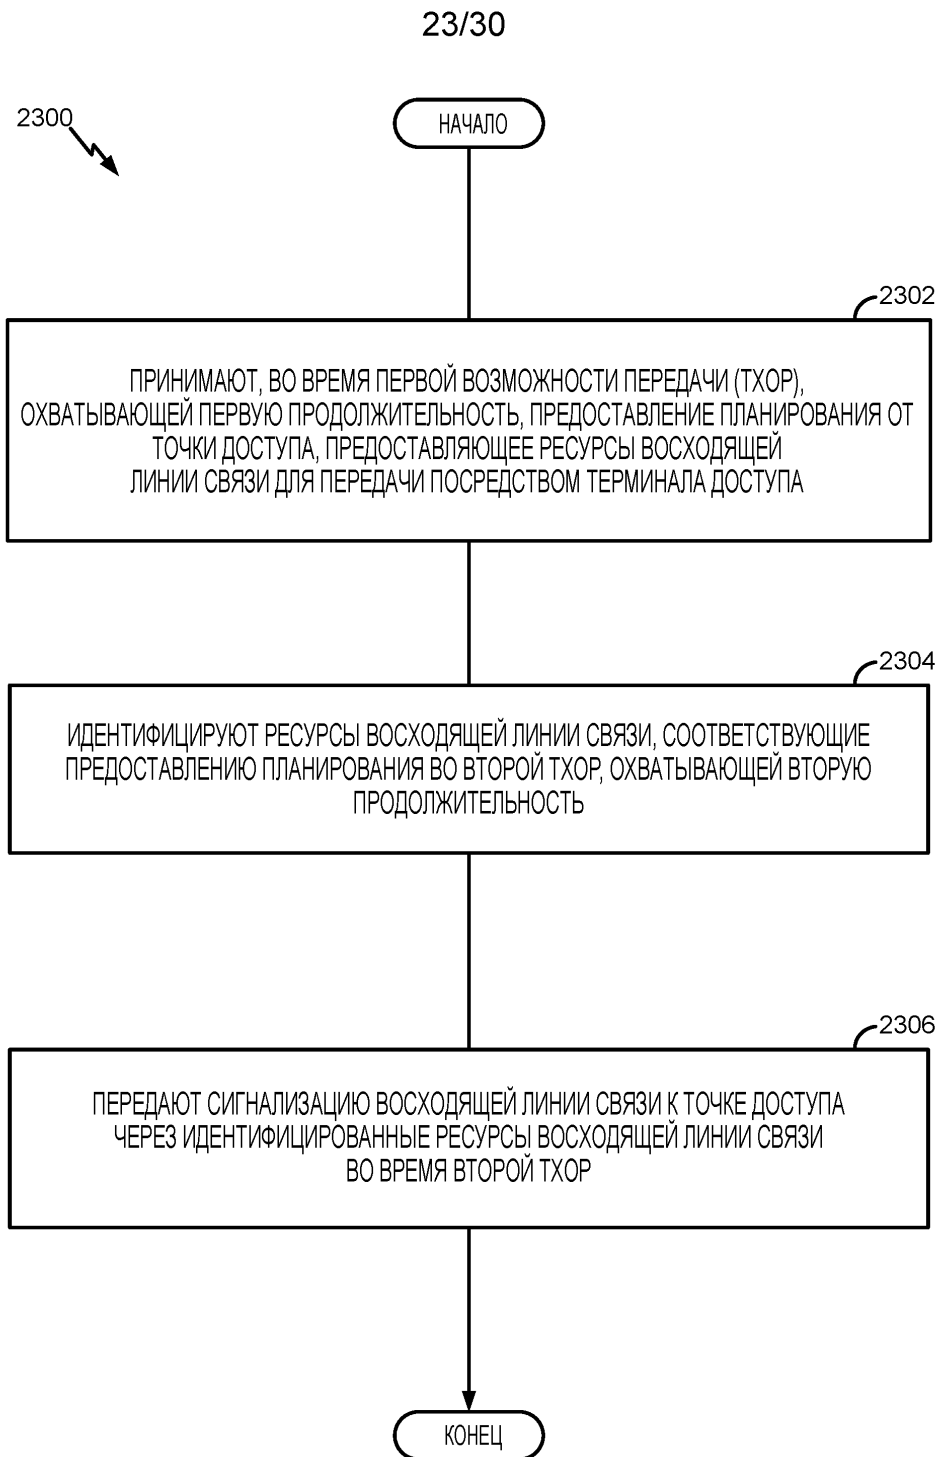 23/30
2300
НАЧАЛО
2302
ПРИНИМАЮТ, ВО ВРЕМЯ ПЕРВОЙ ВОЗМОЖНОСТИ ПЕРЕДАЧИ (TXOP),
ОХВАТЫВАЮЩЕЙ ПЕРВУЮ ПРОДОЛЖИТЕЛЬНОСТЬ, ПРЕДОСТАВЛЕНИЕ ПЛАНИРОВАНИЯ ОТ
ТОЧКИ ДОСТУПА, ПРЕДОСТАВЛЯЮЩЕЕ РЕСУРСЫ ВОСХОДЯЩЕЙ
ЛИНИИ СВЯЗИ ДЛЯ ПЕРЕДАЧИ ПОСРЕДСТВОМ ТЕРМИНАЛА ДОСТУПА
2304
ИДЕНТИФИЦИРУЮТ РЕСУРСЫ ВОСХОДЯЩЕЙ ЛИНИИ СВЯЗИ, СООТВЕТСТВУЮЩИЕ
ПРЕДОСТАВЛЕНИЮ ПЛАНИРОВАНИЯ ВО ВТОРОЙ TXOP, ОХВАТЫВАЮЩЕЙ ВТОРУЮ
ПРОДОЛЖИТЕЛЬНОСТЬ
2306
ПЕРЕДАЮТ СИГНАЛИЗАЦИЮ ВОСХОДЯЩЕЙ ЛИНИИ СВЯЗИ К ТОЧКЕ ДОСТУПА
ЧЕРЕЗ ИДЕНТИФИЦИРОВАННЫЕ РЕСУРСЫ ВОСХОДЯЩЕЙ ЛИНИИ СВЯЗИ
ВО ВРЕМЯ ВТОРОЙ TXOP
КОНЕЦ